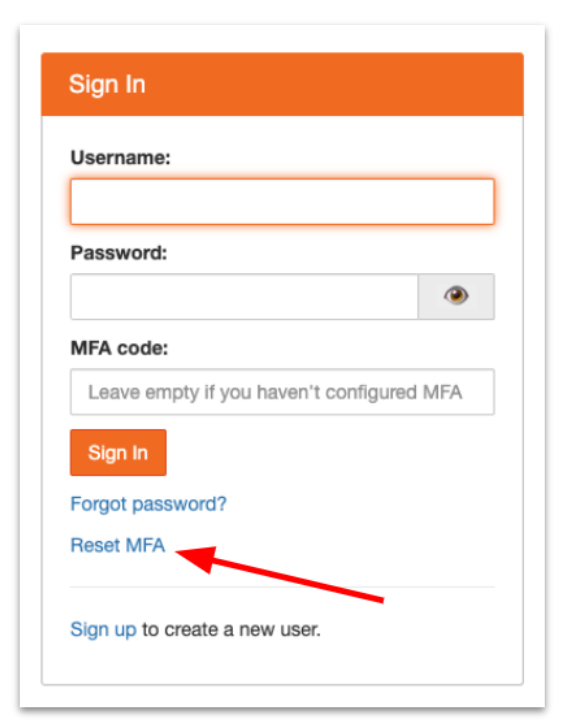 Sign In
Username:
Password:
MFA code:
Leave empty if you haven't configured MFA
Sign In
Forgot password?
Reset MFA
Sign up to create a new user.